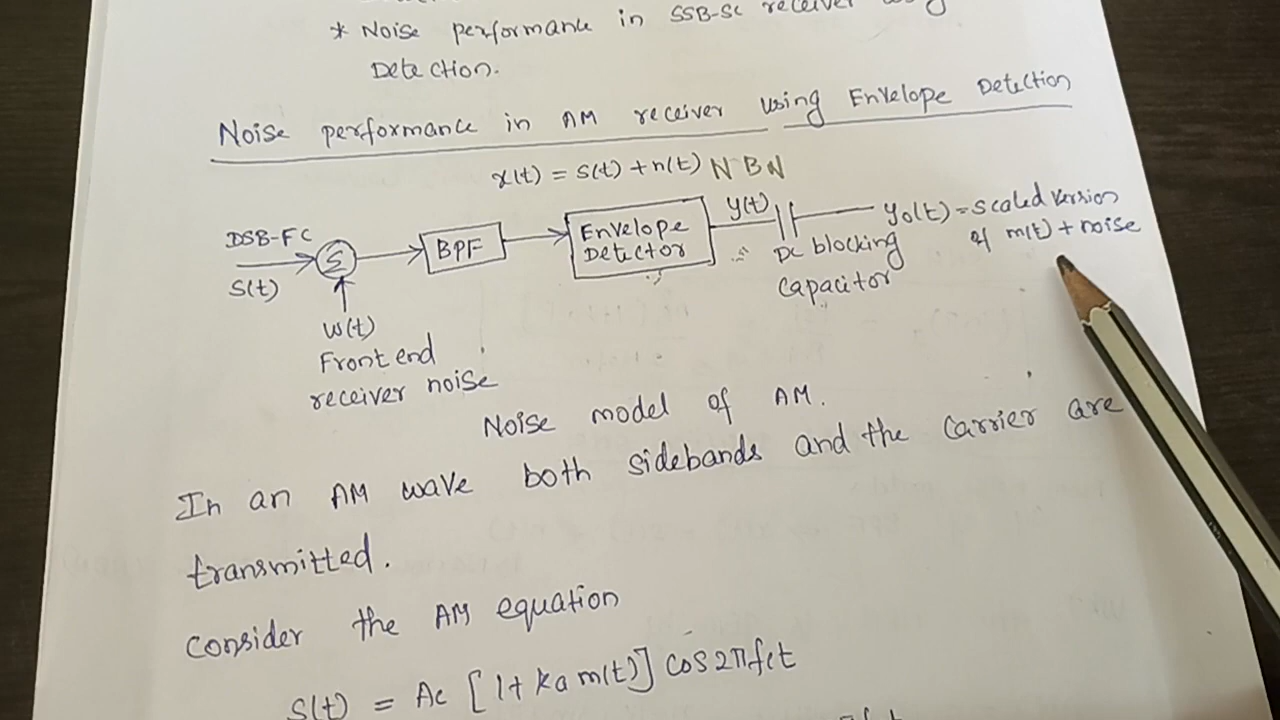 * Noise performance in SSB-SC receiver using
Detection.
Noise performance in AM receiver using Envelope Detection
x(t) = s(t) + n(t) NBN
DSB-FC
s(t)
Σ
BPF
Envelope
Detector
y(t)
DC blocking
capacitor
y0(t) = scaled version
of m(t) + noise
w(t)
Front end
receiver noise
Noise model of AM.
In an AM wave both sidebands and the carrier are
transmitted.
Consider the AM equation
s(t) = Ac [1+ka m(t)] cos 2πfct